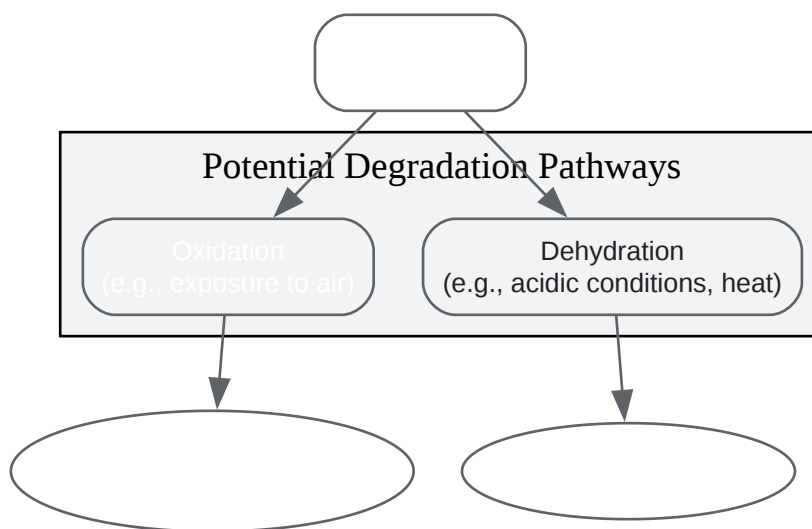 Potential Degradation Pathways
Oxidation
(e.g., exposure to air)
Dehydration
(e.g., acidic conditions, heat)